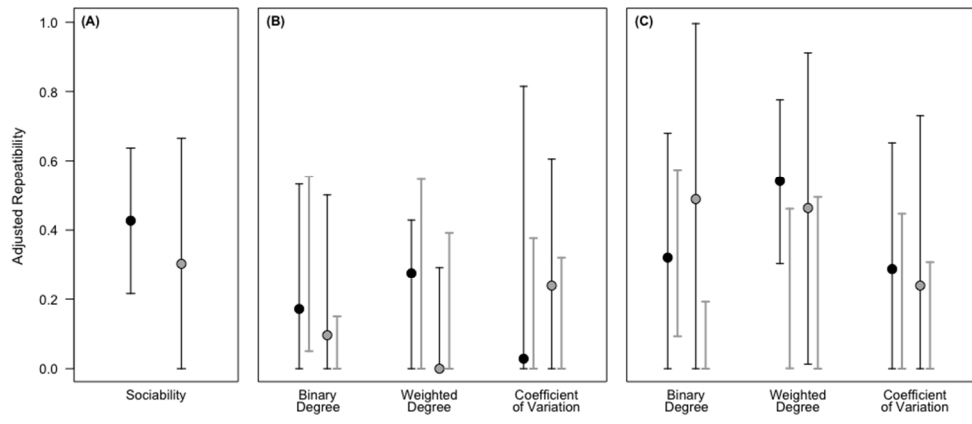 (A)
(B)
(C)
Adjusted Repeatibility
1.0
0.8
0.6
0.4
0.2
0.0
Sociability
Binary
Degree
Weighted
Degree
Coefficient
of Variation
Binary
Degree
Weighted
Degree
Coefficient
of Variation